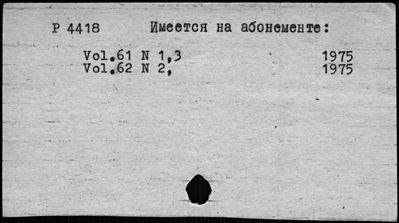 Р 4418 Имеется на абонементе:
Vol.61 N 1,3 1975
Vol.62 N 2, 1975